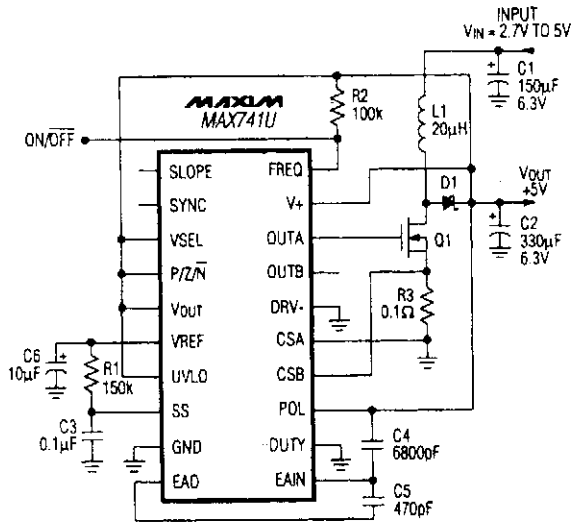 INPUT
VIN = 2.7V TO 5V
C1
150µF
6.3V
L1
20µH
R2
100k
MAXIM
MAX741U
ON/OFF
SLOPE
SYNC
VSEL
P/Z/N
VOUT
VREF
UVLO
SS
GND
EAO
FREQ
V+
OUTA
OUTB
DRV-
CSA
CSB
POL
DUTY
EAIN
D1
VOUT
+5V
C2
330µF
6.3V
Q1
R3
0.1Ω
C6
10µF
R1
150k
C3
0.1µF
C4
6800pF
C5
470pF